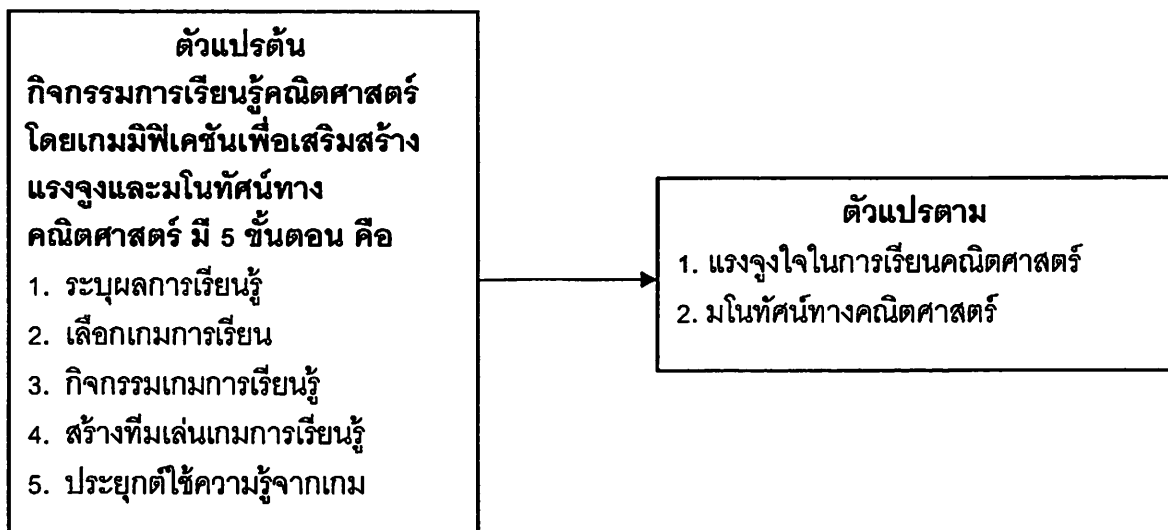 ตัวแปรต้น
กิจกรรมการเรียนรู้คณิตศาสตร์
โดยเกมมิฟิเคชันเพื่อเสริมสร้าง
แรงจูงและมโนทัศน์ทาง
คณิตศาสตร์ มี 5 ขั้นตอน คือ
1. ระบุผลการเรียนรู้
2. เลือกเกมการเรียน
3. กิจกรรมเกมการเรียนรู้
4. สร้างทีมเล่นเกมการเรียนรู้
5. ประยุกต์ใช้ความรู้จากเกม
ตัวแปรตาม
1. แรงจูงใจในการเรียนคณิตศาสตร์
2. มโนทัศน์ทางคณิตศาสตร์